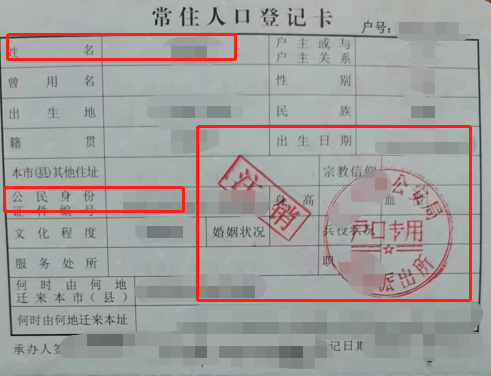 常住人口登记卡
户号:
姓名 户主或与户主关系
曾用名 性别
出生地 民族
籍贯 出生日期
本市(县)其他住址 宗教信仰
公民身份证件编号 身高 血
文化程度 婚姻状况 兵役状况
服务处所 职
何时由何地迁来本市(县)
何时由何地迁来本址
承办人签 记日期
注销
公安局
户口专用
派出所